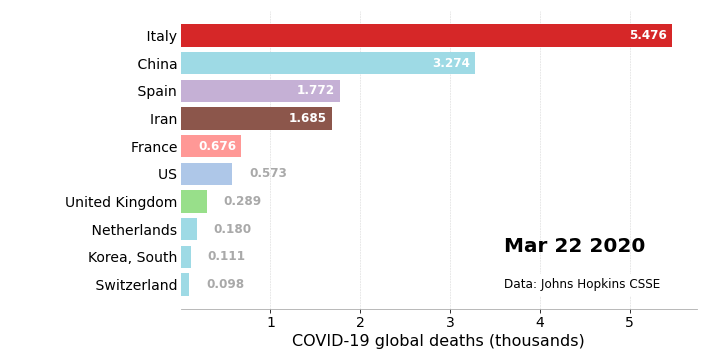 Italy 5.476
China 3.274
Spain 1.772
Iran 1.685
France 0.676
US 0.573
United Kingdom 0.289
Netherlands 0.180
Korea, South 0.111
Switzerland 0.098
Mar 22 2020
Data: Johns Hopkins CSSE
1 2 3 4 5
COVID-19 global deaths (thousands)